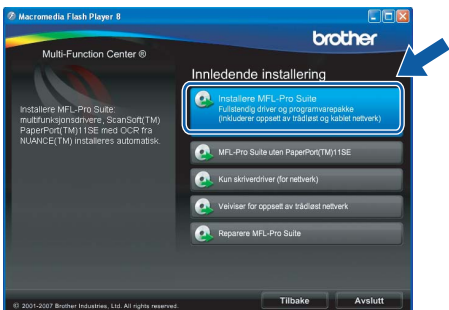 Macromedia Flash Player 8
brother
Multi-Function Center ®
Innledende installering
Installere MFL-Pro Suite
Fullstendig driver og programvarepakke
(Inkluderer oppsett av trådløst og kablet nettverk)
Installere MFL-Pro Suite:
multifunksjonsdrivere, ScanSoft(TM)
PaperPort(TM)11SE med OCR fra
NUANCE(TM) installeres automatisk.
MFL-Pro Suite uten PaperPort(TM)11SE
Kun skriverdriver (for nettverk)
Veiviser for oppsett av trådløst nettverk
Reparere MFL-Pro Suite
© 2001-2007 Brother Industries, Ltd. All rights reserved.
Tilbake
Avslutt